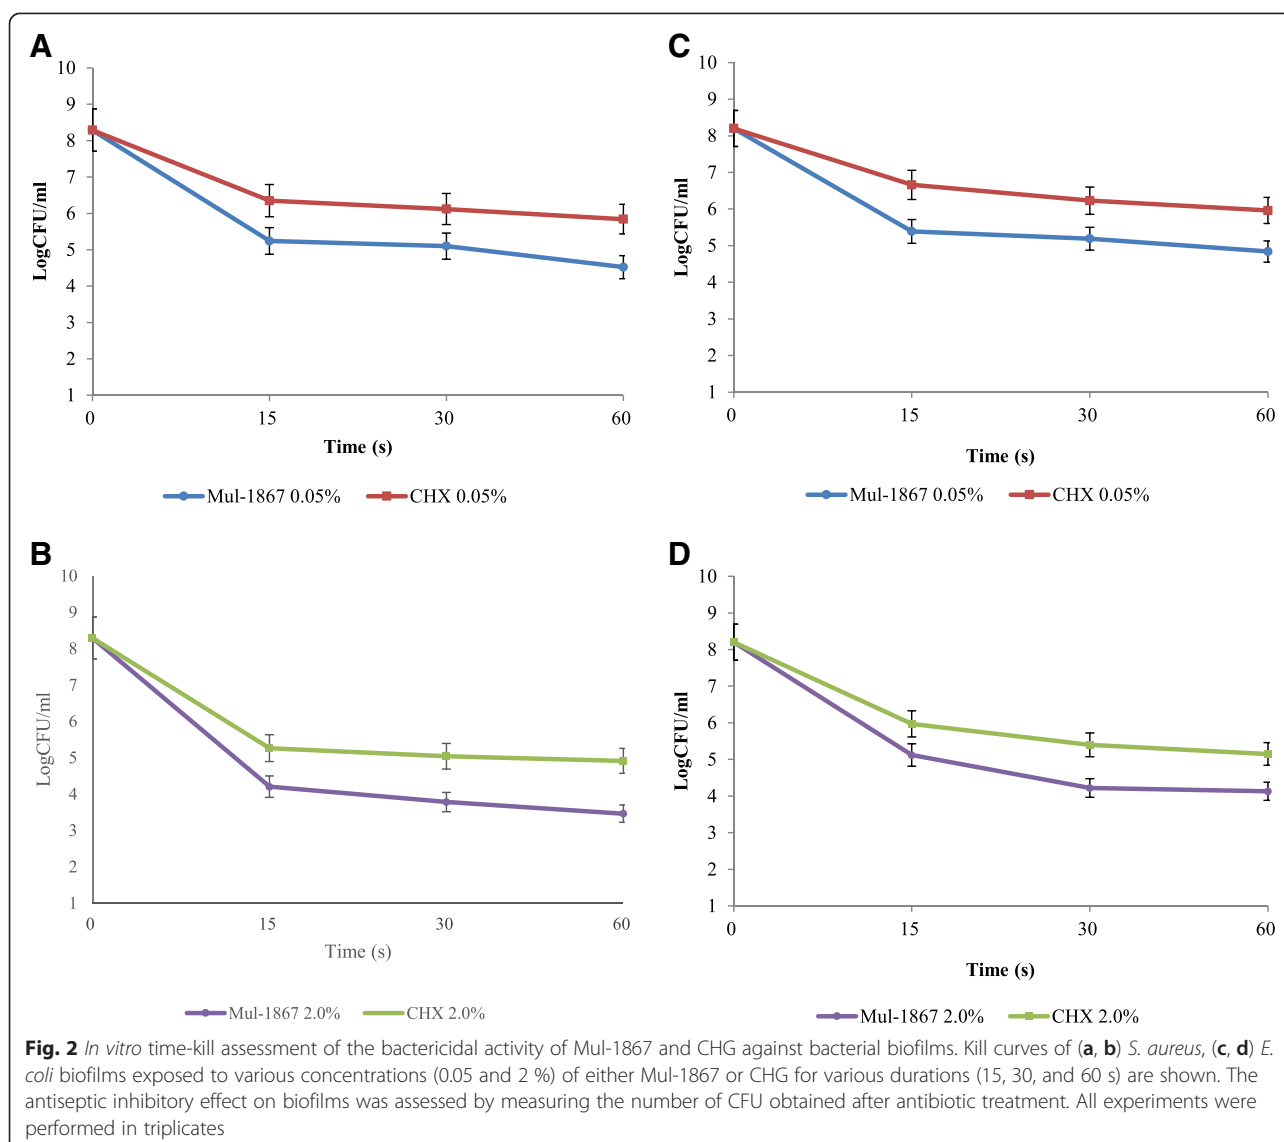 A
10
9
8
7
6
5
4
3
2
1
LogCFU/ml
0 15 30 60
Time (s)
Mul-1867 0.05% CHX 0.05%
C
10
9
8
7
6
5
4
3
2
1
LogCFU/ml
0 15 30 60
Time (s)
Mul-1867 0.05% CHX 0.05%
B
10
9
8
7
6
5
4
3
2
1
LogCFU/ml
0 15 30 60
Time (s)
Mul-1867 2.0% CHX 2.0%
D
10
9
8
7
6
5
4
3
2
1
LogCFU/ml
0 15 30 60
Time (s)
Mul-1867 2.0% CHX 2.0%
Fig. 2 In vitro time-kill assessment of the bactericidal activity of Mul-1867 and CHG against bacterial biofilms. Kill curves of (a, b) S. aureus, (c, d) E.
coli biofilms exposed to various concentrations (0.05 and 2 %) of either Mul-1867 or CHG for various durations (15, 30, and 60 s) are shown. The
antiseptic inhibitory effect on biofilms was assessed by measuring the number of CFU obtained after antibiotic treatment. All experiments were
performed in triplicates